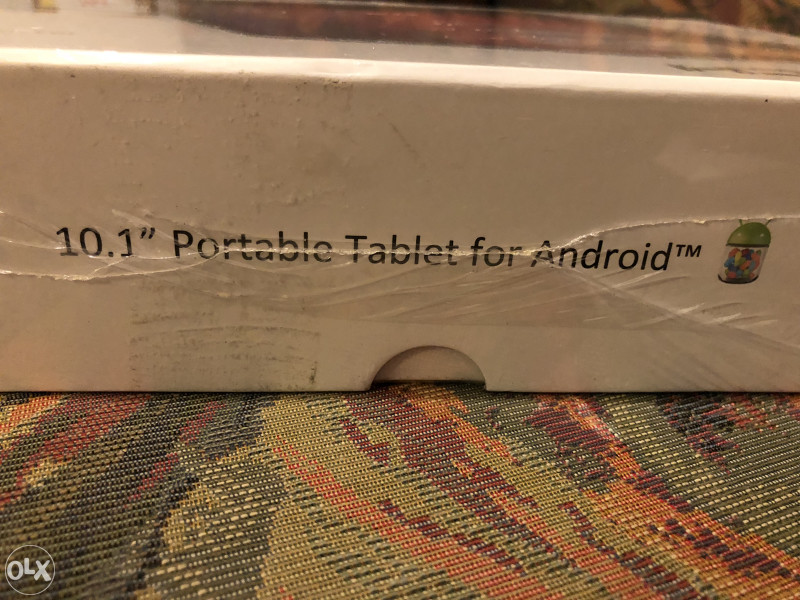 10.1” Portable Tablet for Android™
OLX